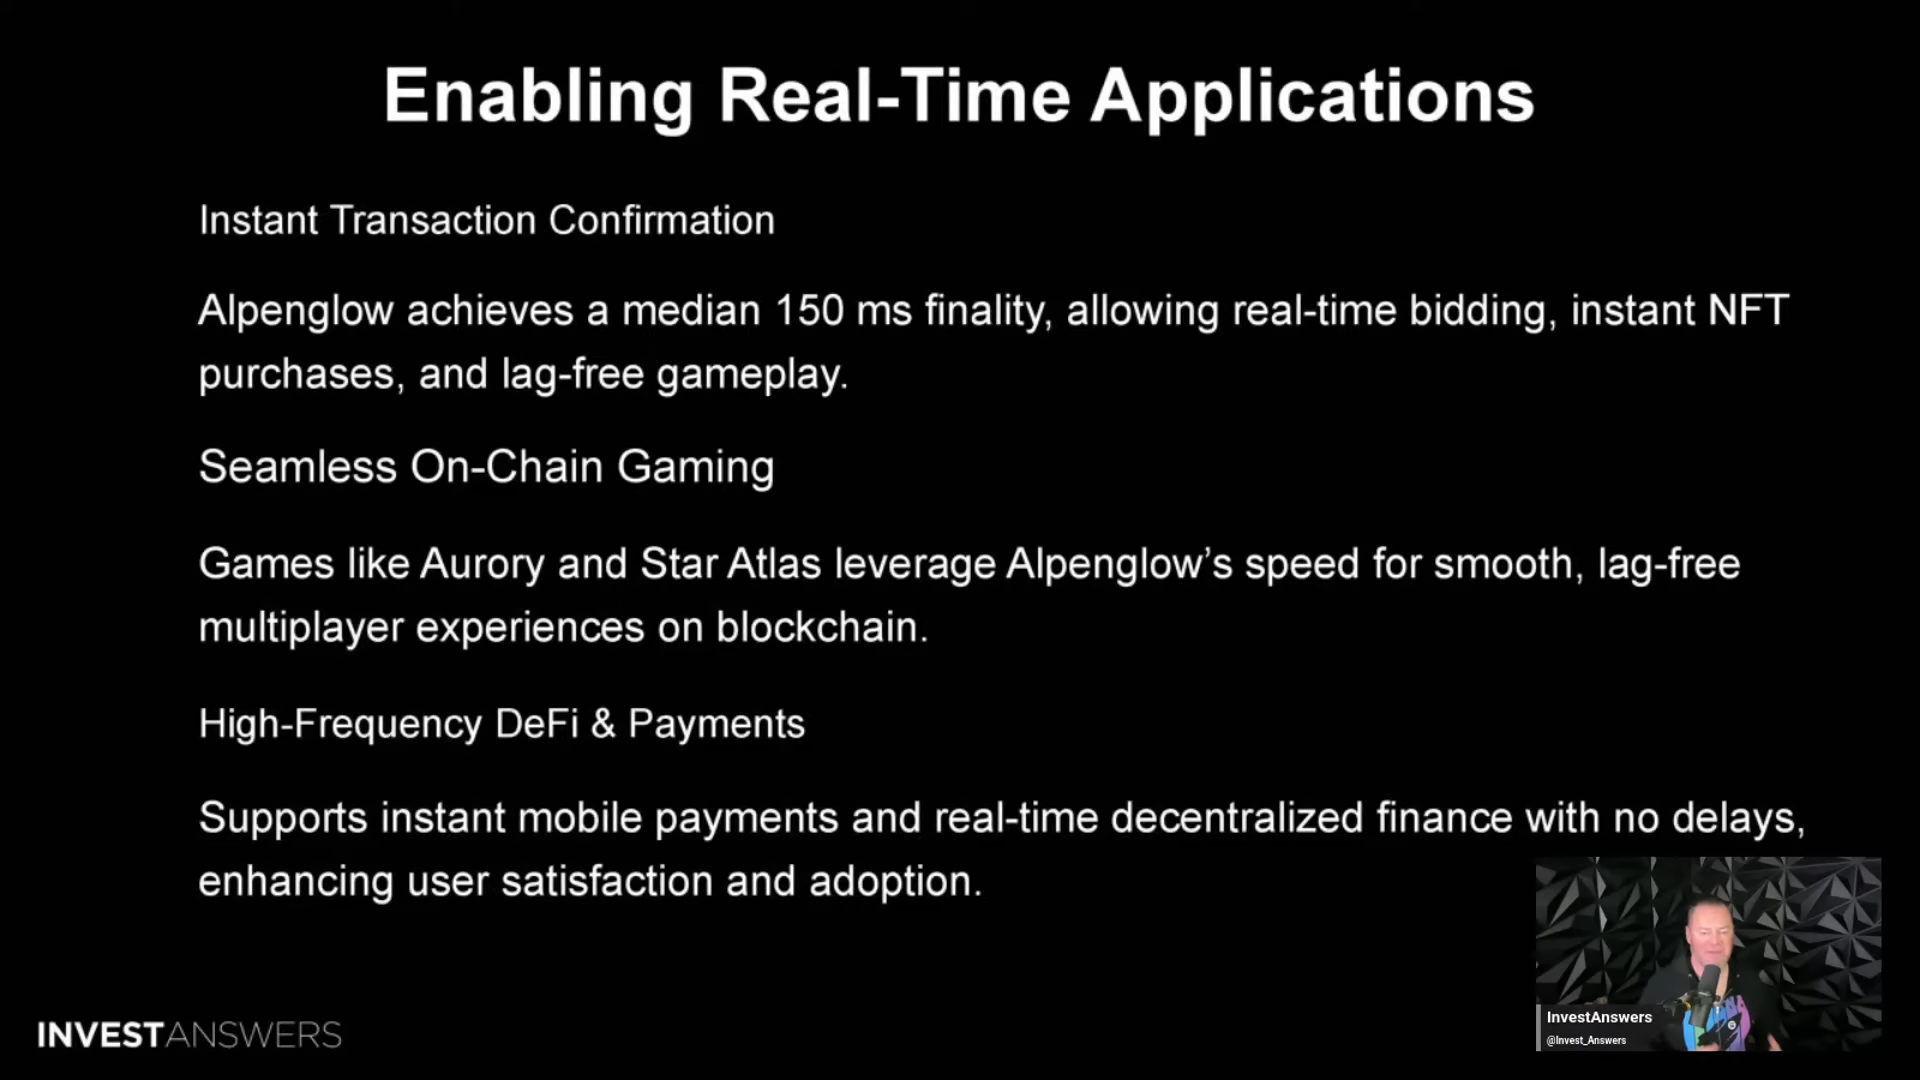 Enabling Real-Time Applications
Instant Transaction Confirmation
Alpenglow achieves a median 150 ms finality, allowing real-time bidding, instant NFT
purchases, and lag-free gameplay.
Seamless On-Chain Gaming
Games like Aurory and Star Atlas leverage Alpenglow’s speed for smooth, lag-free
multiplayer experiences on blockchain.
High-Frequency DeFi & Payments
Supports instant mobile payments and real-time decentralized finance with no delays,
enhancing user satisfaction and adoption.
INVESTANSWERS
InvestAnswers
@Invest_Answers